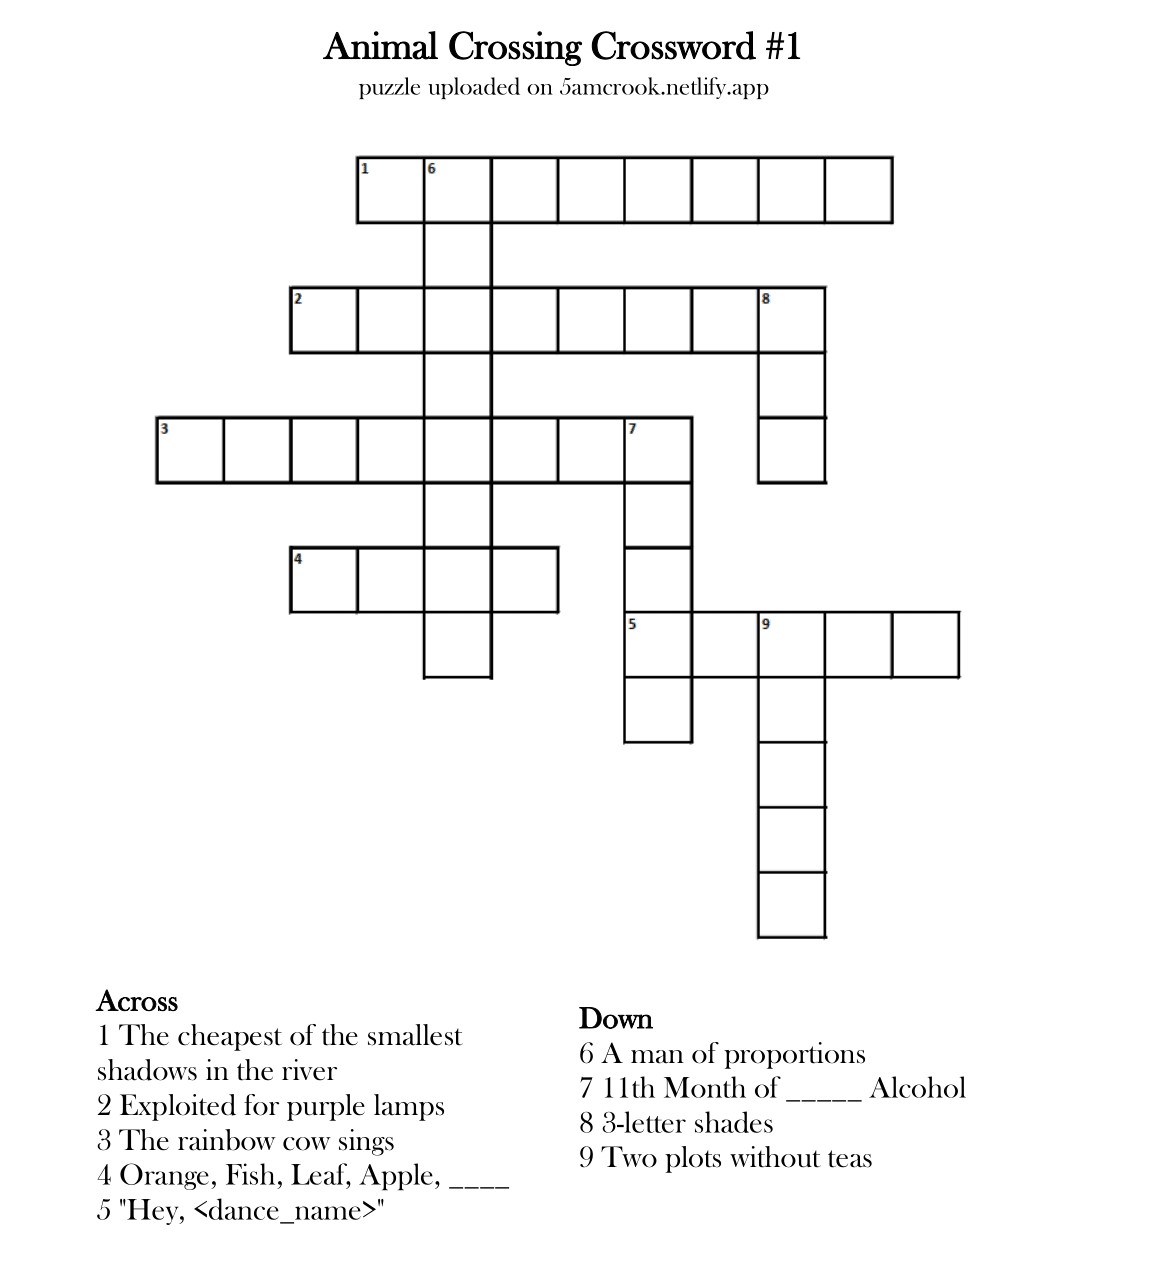 Animal Crossing Crossword #1
puzzle uploaded on 5amcrook.netlify.app
1 6
2 8
3 7
4
5 9
Across
1 The cheapest of the smallest
shadows in the river
2 Exploited for purple lamps
3 The rainbow cow sings
4 Orange, Fish, Leaf, Apple, ____
5 "Hey, <dance_name>"
Down
6 A man of proportions
7 11th Month of _____ Alcohol
8 3-letter shades
9 Two plots without teas